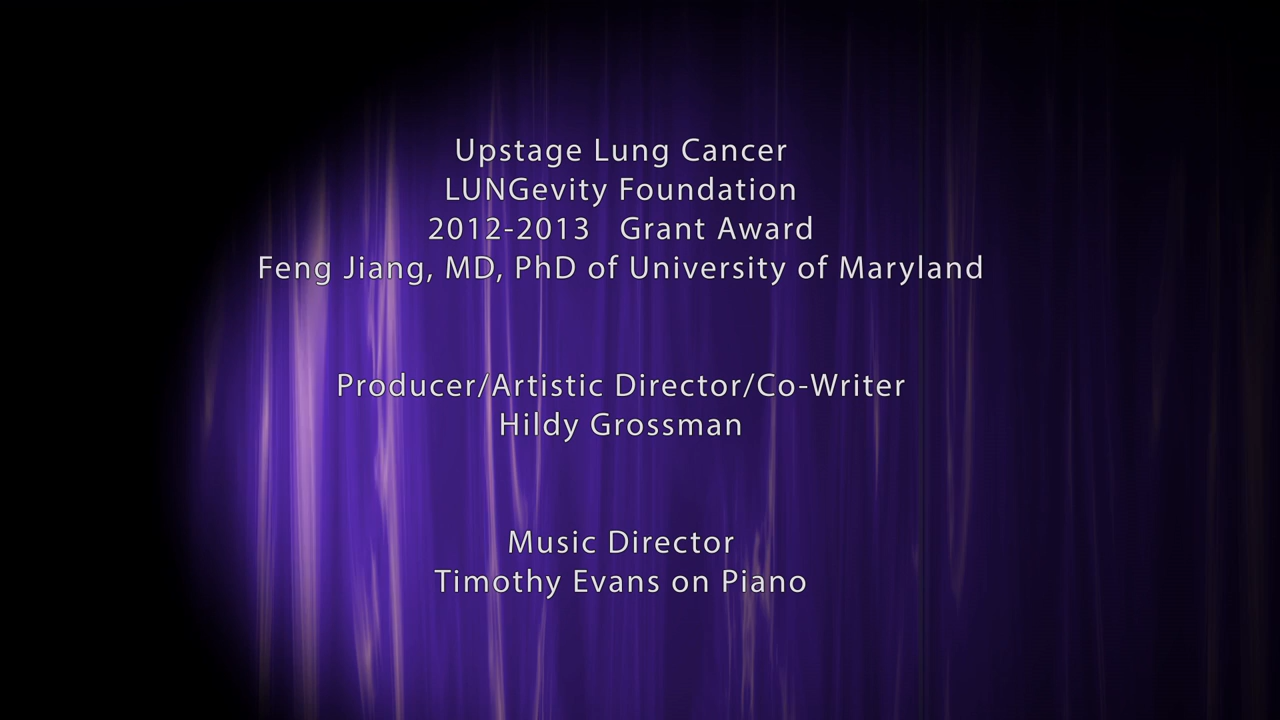 Upstage Lung Cancer
LUNGevity Foundation
2012-2013 Grant Award
Feng Jiang, MD, PhD of University of Maryland
Producer/Artistic Director/Co-Writer
Hildy Grossman
Music Director
Timothy Evans on Piano